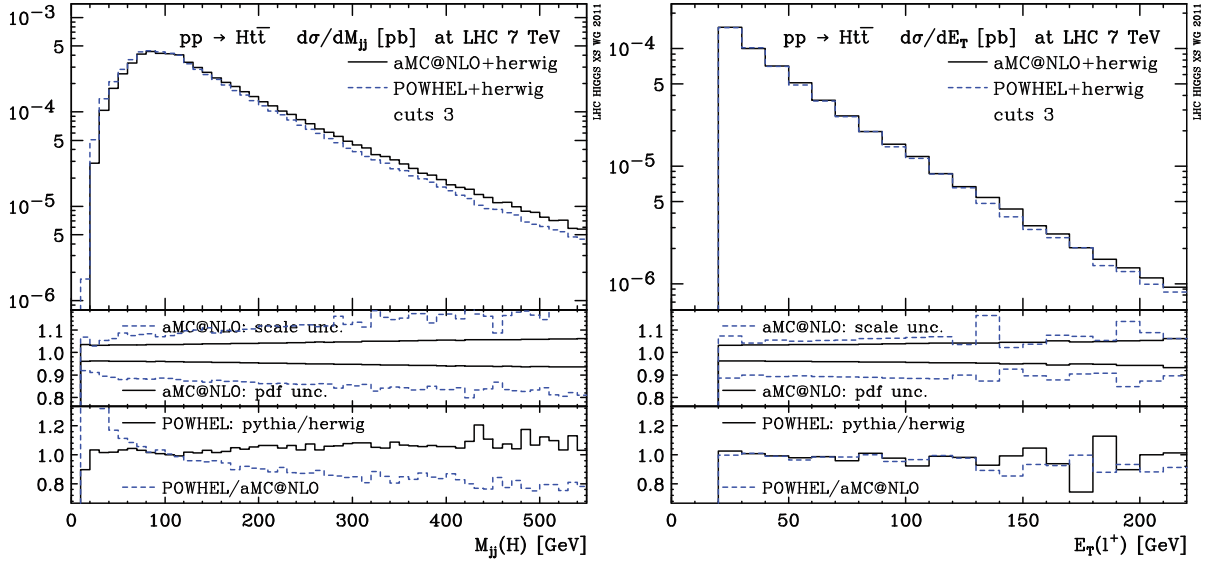 pp → Htt̅ dσ/dM_jj [pb] at LHC 7 TeV
aMC@NLO+herwig
POWHEL+herwig
cuts 3
LHC HIGGS XS WG 2011
10^−3
5
10^−4
5
10^−5
5
10^−6
aMC@NLO: scale unc.
aMC@NLO: pdf unc.
1.1
1.0
0.9
0.8
POWHEL: pythia/herwig
POWHEL/aMC@NLO
1.2
1.0
0.8
0 100 200 300 400 500
M_jj(H) [GeV]
pp → Htt̅ dσ/dE_T [pb] at LHC 7 TeV
aMC@NLO+herwig
POWHEL+herwig
cuts 3
LHC HIGGS XS WG 2011
10^−4
5
10^−5
5
10^−6
aMC@NLO: scale unc.
aMC@NLO: pdf unc.
1.1
1.0
0.9
0.8
POWHEL: pythia/herwig
POWHEL/aMC@NLO
1.2
1.0
0.8
0 50 100 150 200
E_T(l^+) [GeV]